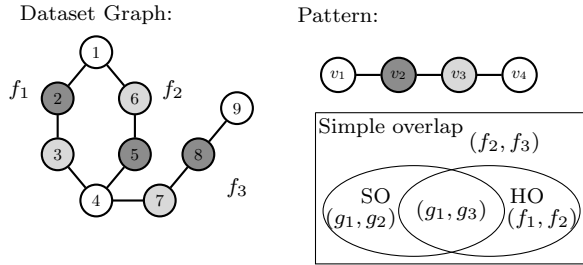 Dataset Graph:
1
f₁ 2 6 f₂
9
3 5 8
4 7 f₃
Pattern:
v₁ v₂ v₃ v₄
Simple overlap
(f₂, f₃)
SO HO
(g₁, g₂) (g₁, g₃) (f₁, f₂)